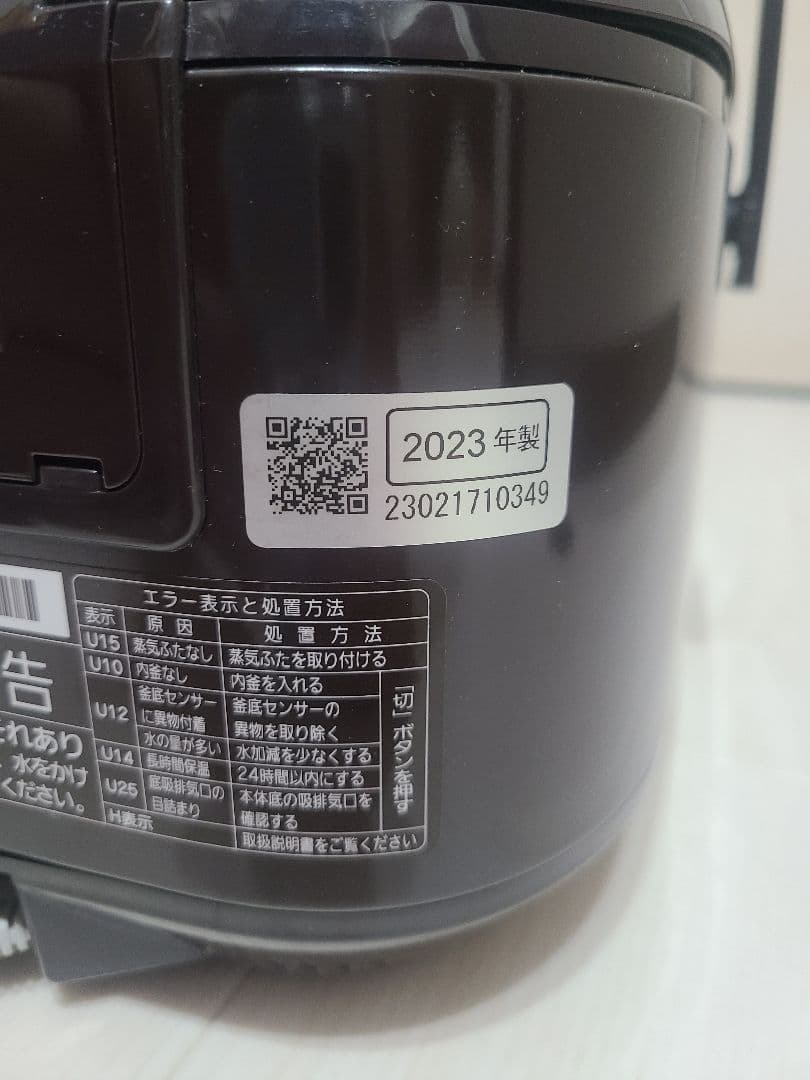 2023 年製
23021710349
エラー表示と処置方法
表示 原因 処置方法
U15 蒸気ふたなし 蒸気ふたを取り付ける
U10 内釜なし 内釜を入れる
U12 釜底センサーに異物付着 釜底センサーの異物を取り除く
水の量が多い 水加減を少なくする
U14 長時間保温 24時間以内にする
U25 底吸排気口の目詰まり 本体底の吸排気口を確認する
「切」ボタンを押す
H表示 取扱説明書をご覧ください
告
れあり
水をかけ
ください。